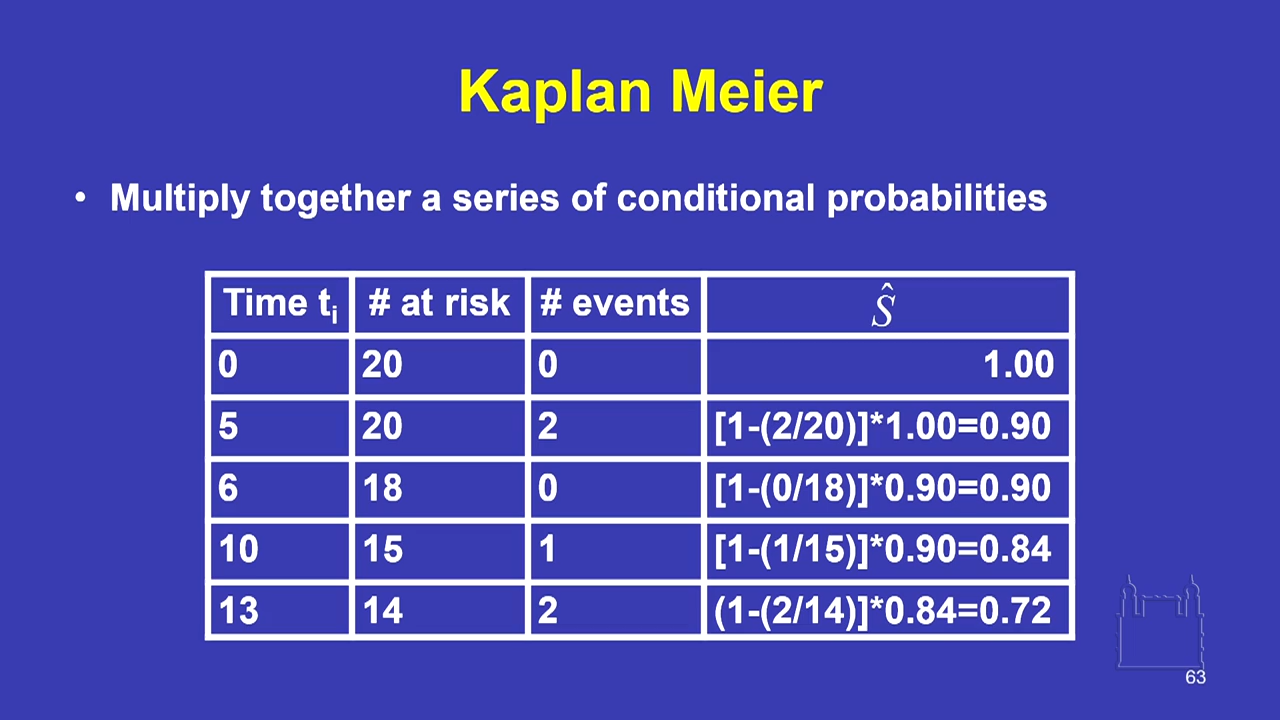 Kaplan Meier
• Multiply together a series of conditional probabilities
Time ti # at risk # events Ŝ
0 20 0 1.00
5 20 2 [1-(2/20)]*1.00=0.90
6 18 0 [1-(0/18)]*0.90=0.90
10 15 1 [1-(1/15)]*0.90=0.84
13 14 2 (1-(2/14)]*0.84=0.72
63